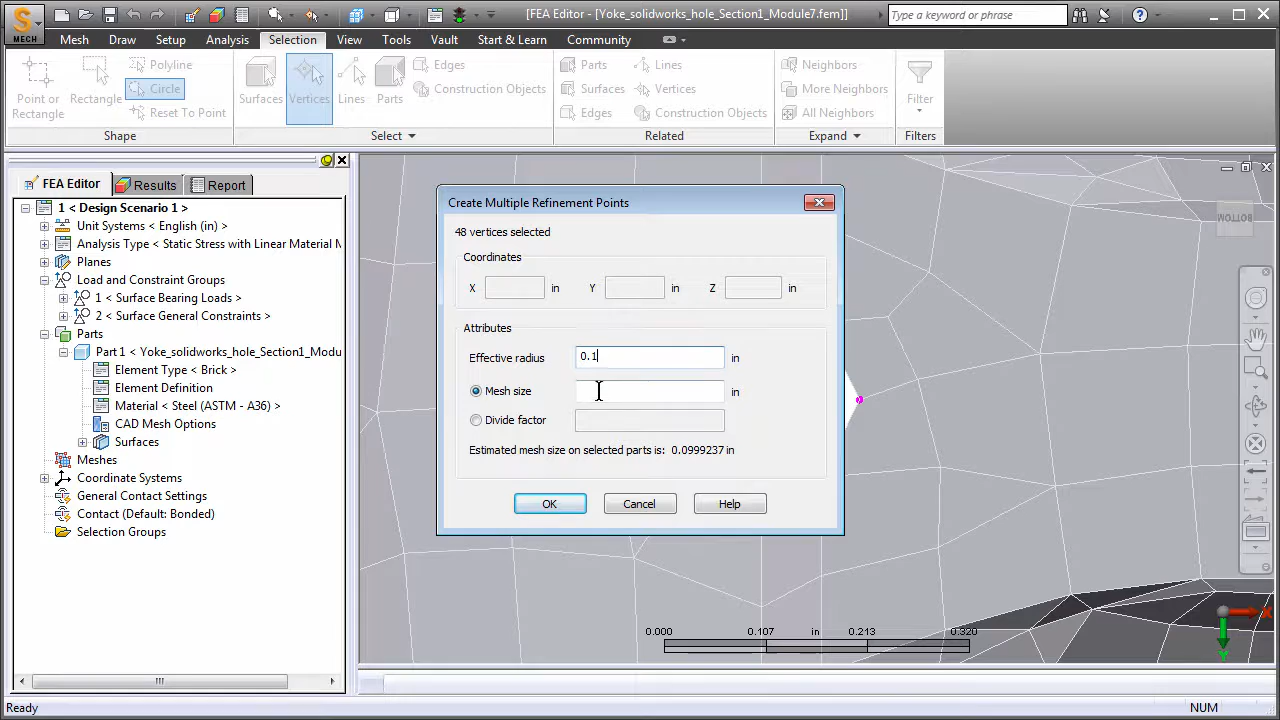 [FEA Editor - [Yoke_solidworks_hole_Section1_Module7.fem]]
Type a keyword or phrase
MECH
Mesh Draw Setup Analysis Selection View Tools Vault Start & Learn Community
Point or Rectangle
Rectangle
Polyline
Circle
Reset To Point
Shape
Surfaces
Vertices
Lines
Parts
Edges
Construction Objects
Select
Parts
Surfaces
Edges
Lines
Vertices
Construction Objects
Related
Neighbors
More Neighbors
All Neighbors
Expand
Filter
Filters
FEA Editor Results Report
1 < Design Scenario 1 >
Unit Systems < English (in) >
Analysis Type < Static Stress with Linear Material M
Planes
Load and Constraint Groups
1 < Surface Bearing Loads >
2 < Surface General Constraints >
Parts
Part 1 < Yoke_solidworks_hole_Section1_Modu
Element Type < Brick >
Element Definition
Material < Steel (ASTM - A36) >
CAD Mesh Options
Surfaces
Meshes
Coordinate Systems
General Contact Settings
Contact (Default: Bonded)
Selection Groups
Create Multiple Refinement Points
48 vertices selected
Coordinates
X in Y in Z in
Attributes
Effective radius 0.1 in
Mesh size in
Divide factor
Estimated mesh size on selected parts is: 0.0999237 in
OK Cancel Help
BOTTOM
0.000 0.107 in 0.213 0.320
X
Y
Ready
NUM